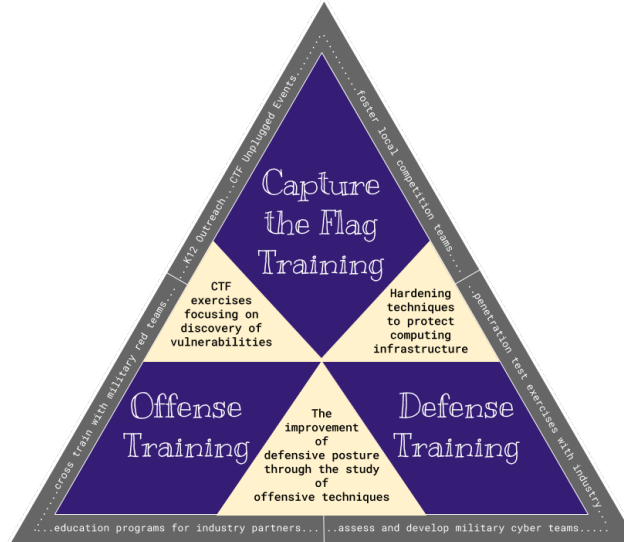 ...K12 Outreach...CTF Unplugged Events...
...foster local competition teams...
Capture
the Flag
Training
CTF
exercises
focusing on
discovery of
vulnerabilities
Hardening
techniques
to protect
computing
infrastructure
...cross train with military red teams...
...penetration test exercises with industry...
Offense
Training
The
improvement
of
defensive posture
through the study
of
offensive techniques
Defense
Training
...education programs for industry partners...
...assess and develop military cyber teams.....